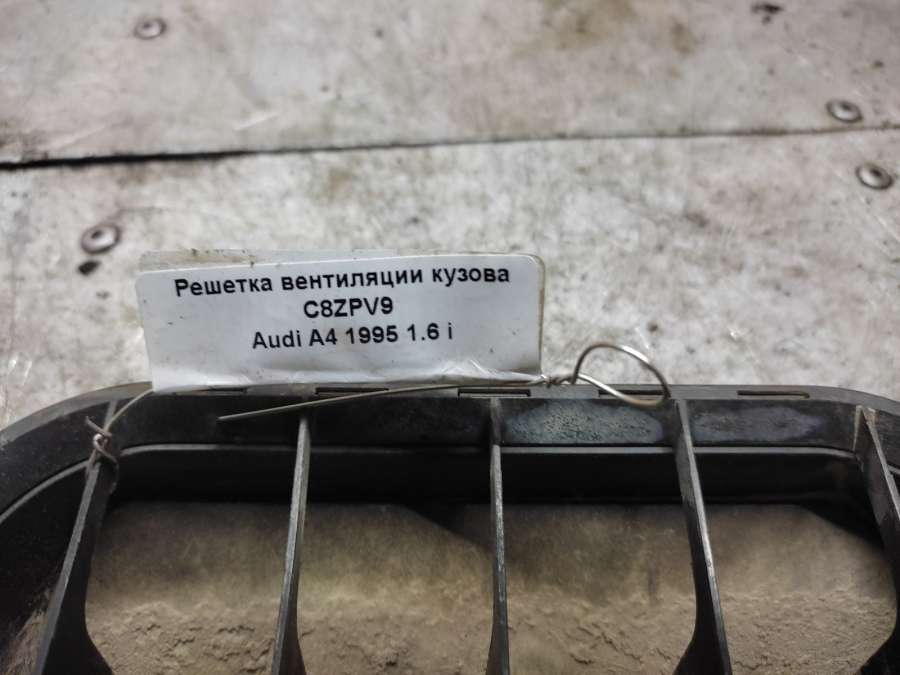 Решетка вентиляции кузова
C8ZPV9
Audi A4 1995 1.6 i